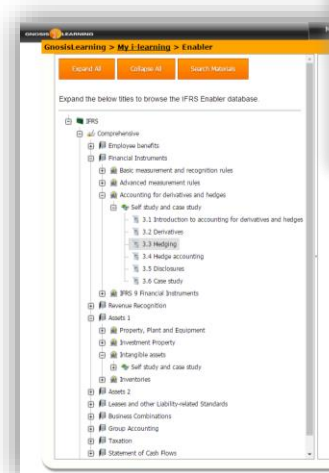 GNOSIS LEARNING
GnosisLearning > My i-learning > Enabler
Expand All Collapse All Search Materials
Expand the below titles to browse the IFRS Enabler database.
IFRS
Comprehensive
Employee benefits
Financial Instruments
Basic measurement and recognition rules
Advanced measurement rules
Accounting for derivatives and hedges
Self study and case study
3.1 Introduction to accounting for derivatives and hedges
3.2 Derivatives
3.3 Hedging
3.4 Hedge accounting
3.5 Disclosures
3.6 Case study
IFRS 9 Financial Instruments
Revenue Recognition
Assets 1
Property, Plant and Equipment
Investment Property
Intangible assets
Self study and case study
Inventories
Assets 2
Leases and other Liability-related Standards
Business Combinations
Group Accounting
Taxation
Statement of Cash Flows